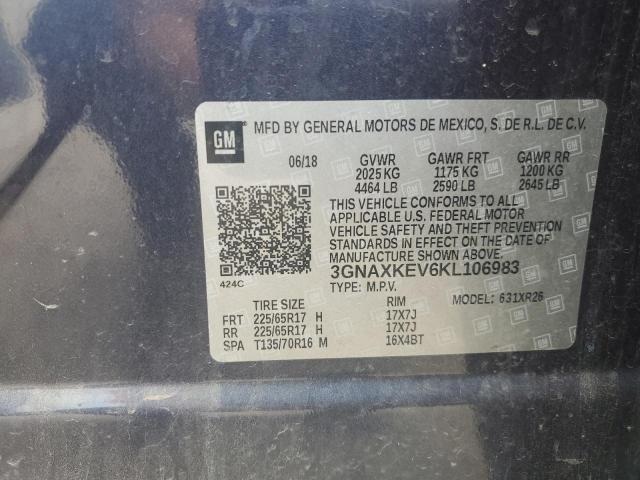 GM MFD BY GENERAL MOTORS DE MEXICO, S. DE R.L. DE C.V.
06/18 GVWR GAWR FRT GAWR RR
2025 KG 1175 KG 1200 KG
4464 LB 2590 LB 2645 LB
THIS VEHICLE CONFORMS TO ALL
APPLICABLE U.S. FEDERAL MOTOR
VEHICLE SAFETY AND THEFT PREVENTION
STANDARDS IN EFFECT ON THE DATE OF
MANUFACTURE SHOWN ABOVE.
3GNAXKEV6KL106983
424C TYPE: M.P.V. MODEL: 631XR26
TIRE SIZE RIM
FRT 225/65R17 H 17X7J
RR 225/65R17 H 17X7J
SPA T135/70R16 M 16X4BT